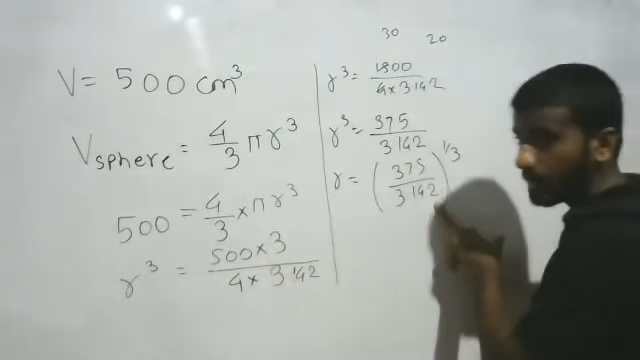 30 20
V = 500 cm³
V sphere = 4/3 π r³
500 = 4/3 × π r³
r³ = 500 × 3 / 4 × 3 142
r³ = 1500 / 4 × 3 142
r³ = 375 / 3 142
r = (375 / 3 142)^1/3